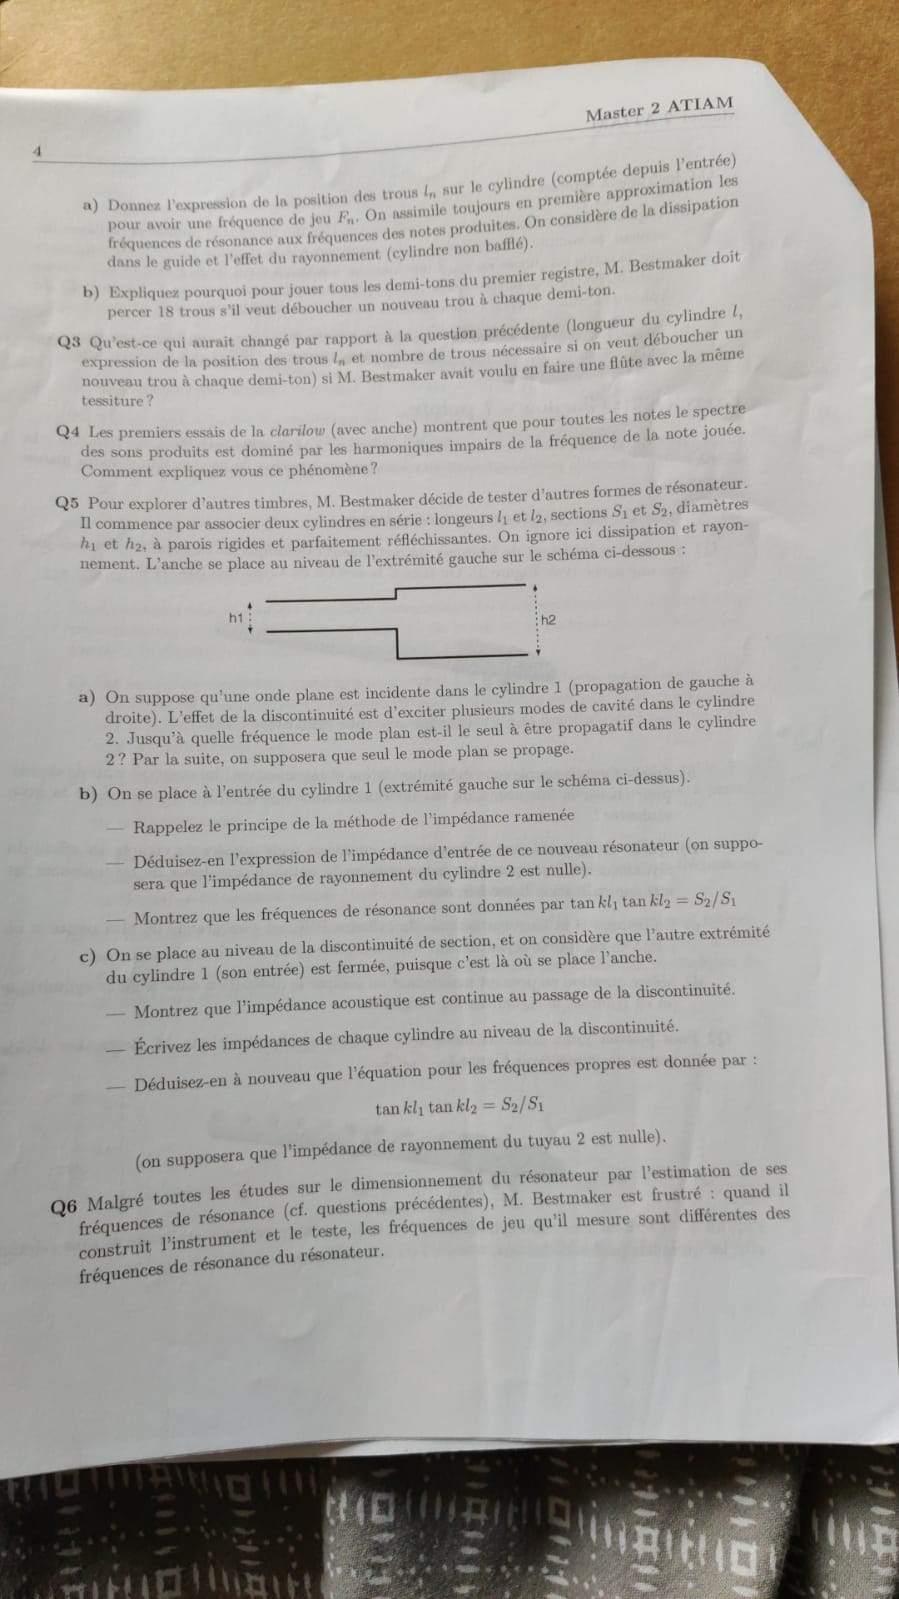 Master 2 ATIAM
4
a) Donnez l'expression de la position des trous lₙ sur le cylindre (comptée depuis l'entrée)
pour avoir une fréquence de jeu Fₙ. On assimile toujours en première approximation les
fréquences de résonance aux fréquences des notes produites. On considère de la dissipation
dans le guide et l'effet du rayonnement (cylindre non bafflé).
b) Expliquez pourquoi pour jouer tous les demi-tons du premier registre, M. Bestmaker doit
percer 18 trous s'il veut déboucher un nouveau trou à chaque demi-ton.
Q3 Qu'est-ce qui aurait changé par rapport à la question précédente (longueur du cylindre l,
expression de la position des trous lₙ et nombre de trous nécessaire si on veut déboucher un
nouveau trou à chaque demi-ton) si M. Bestmaker avait voulu en faire une flûte avec la même
tessiture ?
Q4 Les premiers essais de la clarilow (avec anche) montrent que pour toutes les notes le spectre
des sons produits est dominé par les harmoniques impairs de la fréquence de la note jouée.
Comment expliquez vous ce phénomène ?
Q5 Pour explorer d'autres timbres, M. Bestmaker décide de tester d'autres formes de résonateur.
Il commence par associer deux cylindres en série : longeurs l₁ et l₂, sections S₁ et S₂, diamètres
h₁ et h₂, à parois rigides et parfaitement réfléchissantes. On ignore ici dissipation et rayon-
nement. L'anche se place au niveau de l'extrémité gauche sur le schéma ci-dessous :
h1
h2
a) On suppose qu'une onde plane est incidente dans le cylindre 1 (propagation de gauche à
droite). L'effet de la discontinuité est d'exciter plusieurs modes de cavité dans le cylindre
2. Jusqu'à quelle fréquence le mode plan est-il le seul à être propagatif dans le cylindre
2 ? Par la suite, on supposera que seul le mode plan se propage.
b) On se place à l'entrée du cylindre 1 (extrémité gauche sur le schéma ci-dessus).
— Rappelez le principe de la méthode de l'impédance ramenée
— Déduisez-en l'expression de l'impédance d'entrée de ce nouveau résonateur (on suppo-
sera que l'impédance de rayonnement du cylindre 2 est nulle).
— Montrez que les fréquences de résonance sont données par tan kl₁ tan kl₂ = S₂/S₁
c) On se place au niveau de la discontinuité de section, et on considère que l'autre extrémité
du cylindre 1 (son entrée) est fermée, puisque c'est là où se place l'anche.
— Montrez que l'impédance acoustique est continue au passage de la discontinuité.
— Écrivez les impédances de chaque cylindre au niveau de la discontinuité.
— Déduisez-en à nouveau que l'équation pour les fréquences propres est donnée par :
tan kl₁ tan kl₂ = S₂/S₁
(on supposera que l'impédance de rayonnement du tuyau 2 est nulle).
Q6 Malgré toutes les études sur le dimensionnement du résonateur par l'estimation de ses
fréquences de résonance (cf. questions précédentes), M. Bestmaker est frustré : quand il
construit l'instrument et le teste, les fréquences de jeu qu'il mesure sont différentes des
fréquences de résonance du résonateur.